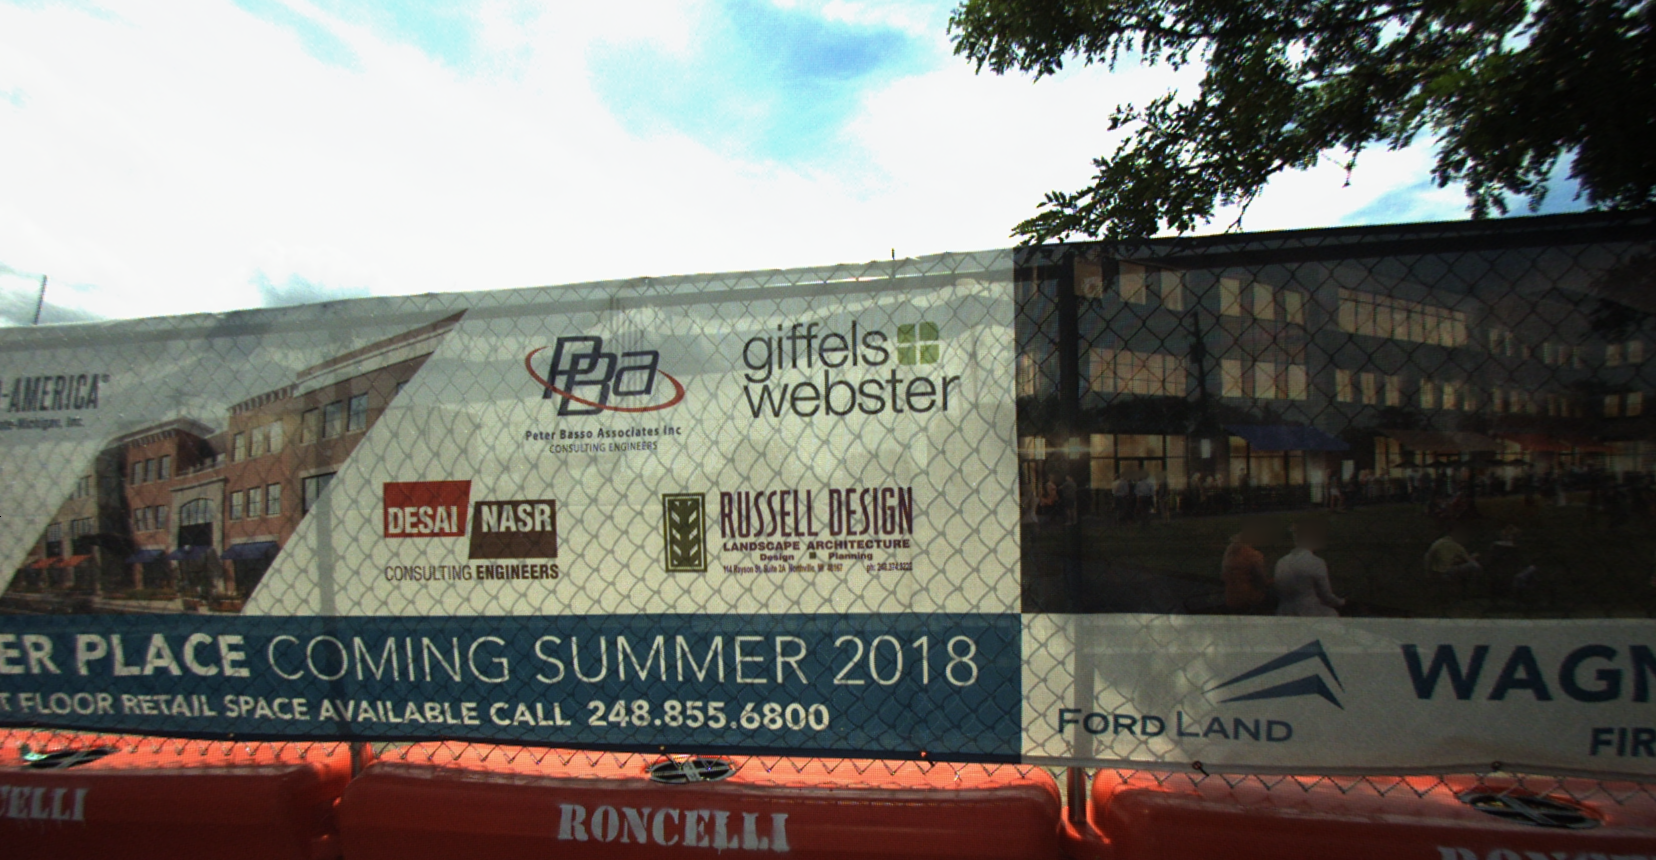 -AMERICA
PBa
Peter Basso Associates Inc
CONSULTING ENGINEERS
giffels
webster
DESAI NASR
CONSULTING ENGINEERS
RUSSELL DESIGN
LANDSCAPE ARCHITECTURE
Design Planning
ER PLACE COMING SUMMER 2018
T FLOOR RETAIL SPACE AVAILABLE CALL 248.855.6800
FORD LAND
WAGN
FIR
ELLI
RONCELLI